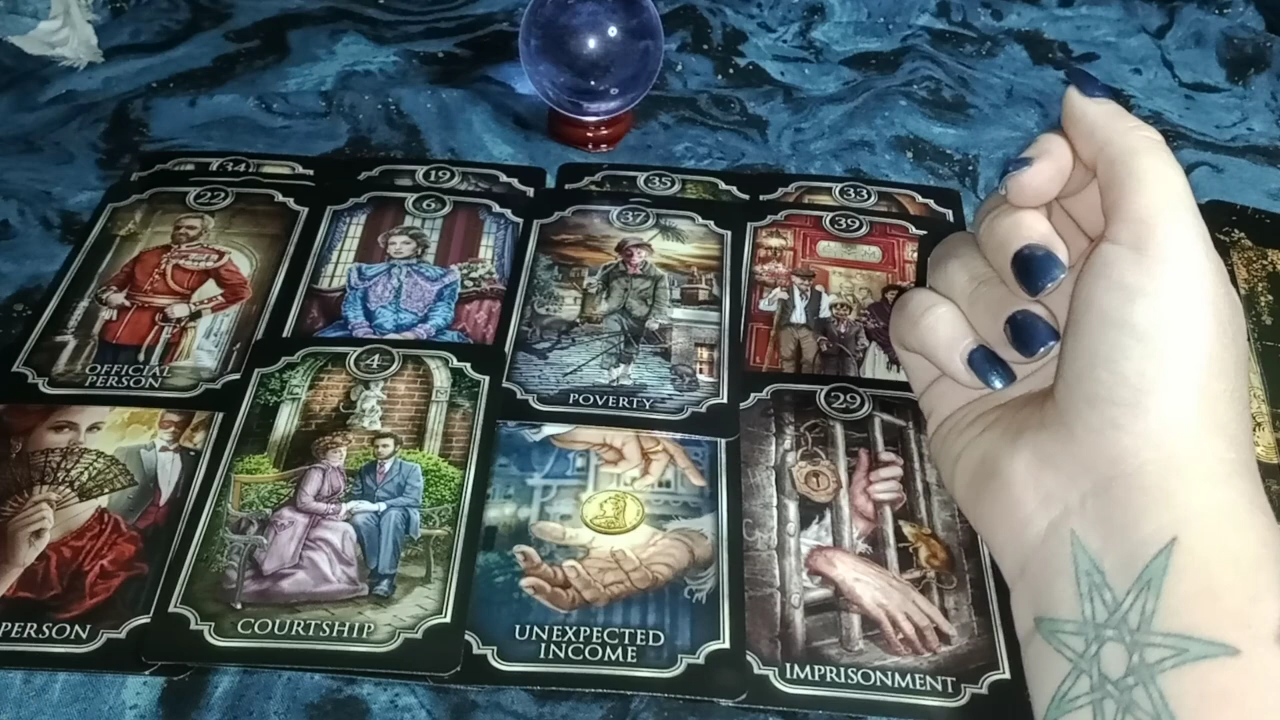 34
19
35
33
22
6
37
39
OFFICIAL
PERSON
POVERTY
4
29
PERSON
COURTSHIP
UNEXPECTED
INCOME
IMPRISONMENT